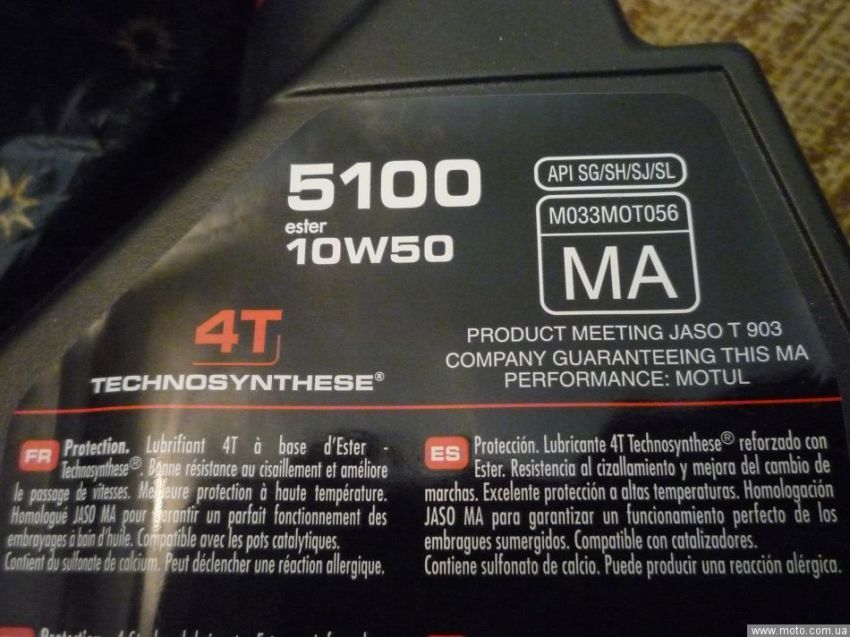 5100
ester
10W50
4T
TECHNOSYNTHESE®
API SG/SH/SJ/SL
M033MOT056
MA
PRODUCT MEETING JASO T 903
COMPANY GUARANTEEING THIS MA
PERFORMANCE: MOTUL
FR Protection. Lubrifiant 4T à base d'Ester -
Technosynthese®. Bonne résistance au cisaillement et améliore
le passage de vitesses. Meilleure protection à haute température.
Homologué JASO MA pour garantir un parfait fonctionnement des
embrayages à bain d'huile. Compatible avec les pots catalytiques.
Contient du sulfonate de calcium. Peut déclencher une réaction allergique.
ES Protección. Lubricante 4T Technosynthese® reforzado con
Ester. Resistencia al cizallamiento y mejora del cambio de
marchas. Excelente protección a altas temperaturas. Homologación
JASO MA para garantizar un funcionamiento perfecto de los
embragues sumergidos. Compatible con catalizadores.
Contiene sulfonato de calcio. Puede producir una reacción alérgica.
www.moto.com.ua